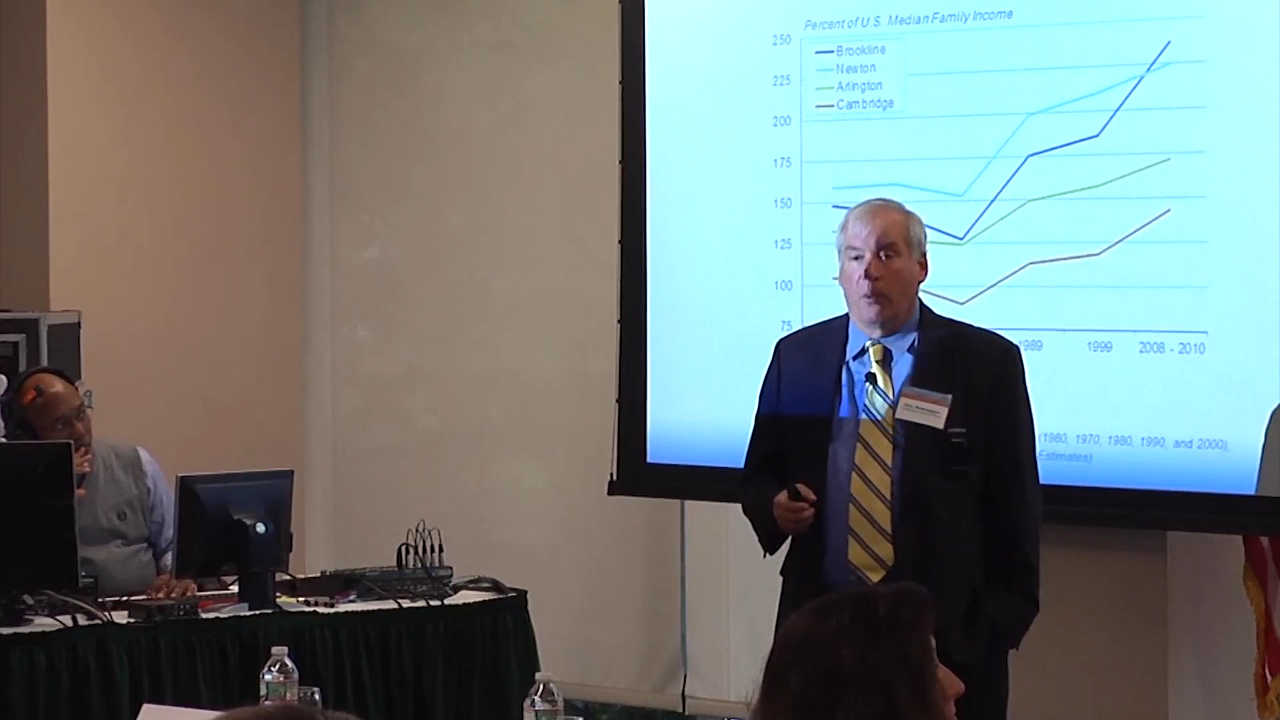 Percent of U.S. Median Family Income
250
Brookline
Newton
225
Arlington
Cambridge
200
175
150
125
100
75
1989
1999
2008 - 2010
(1960, 1970, 1980, 1990, and 2000),
Estimates)